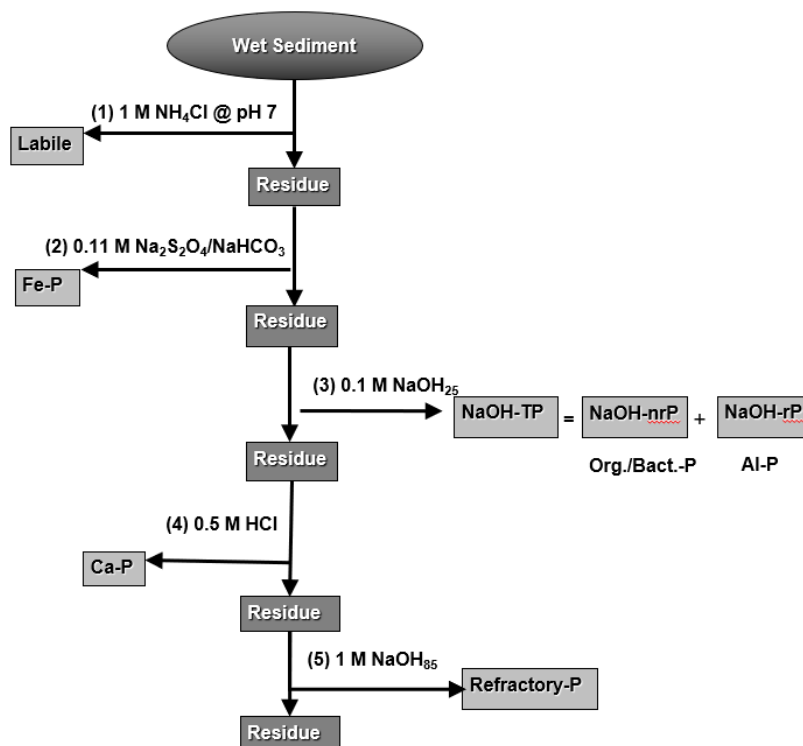 Wet Sediment
(1) 1 M NH₄Cl @ pH 7
Labile
Residue
(2) 0.11 M Na₂S₂O₄/NaHCO₃
Fe-P
Residue
(3) 0.1 M NaOH₂₅
NaOH-TP = NaOH-nrP + NaOH-rP
Org./Bact.-P Al-P
Residue
(4) 0.5 M HCl
Ca-P
Residue
(5) 1 M NaOH₈₅
Refractory-P
Residue